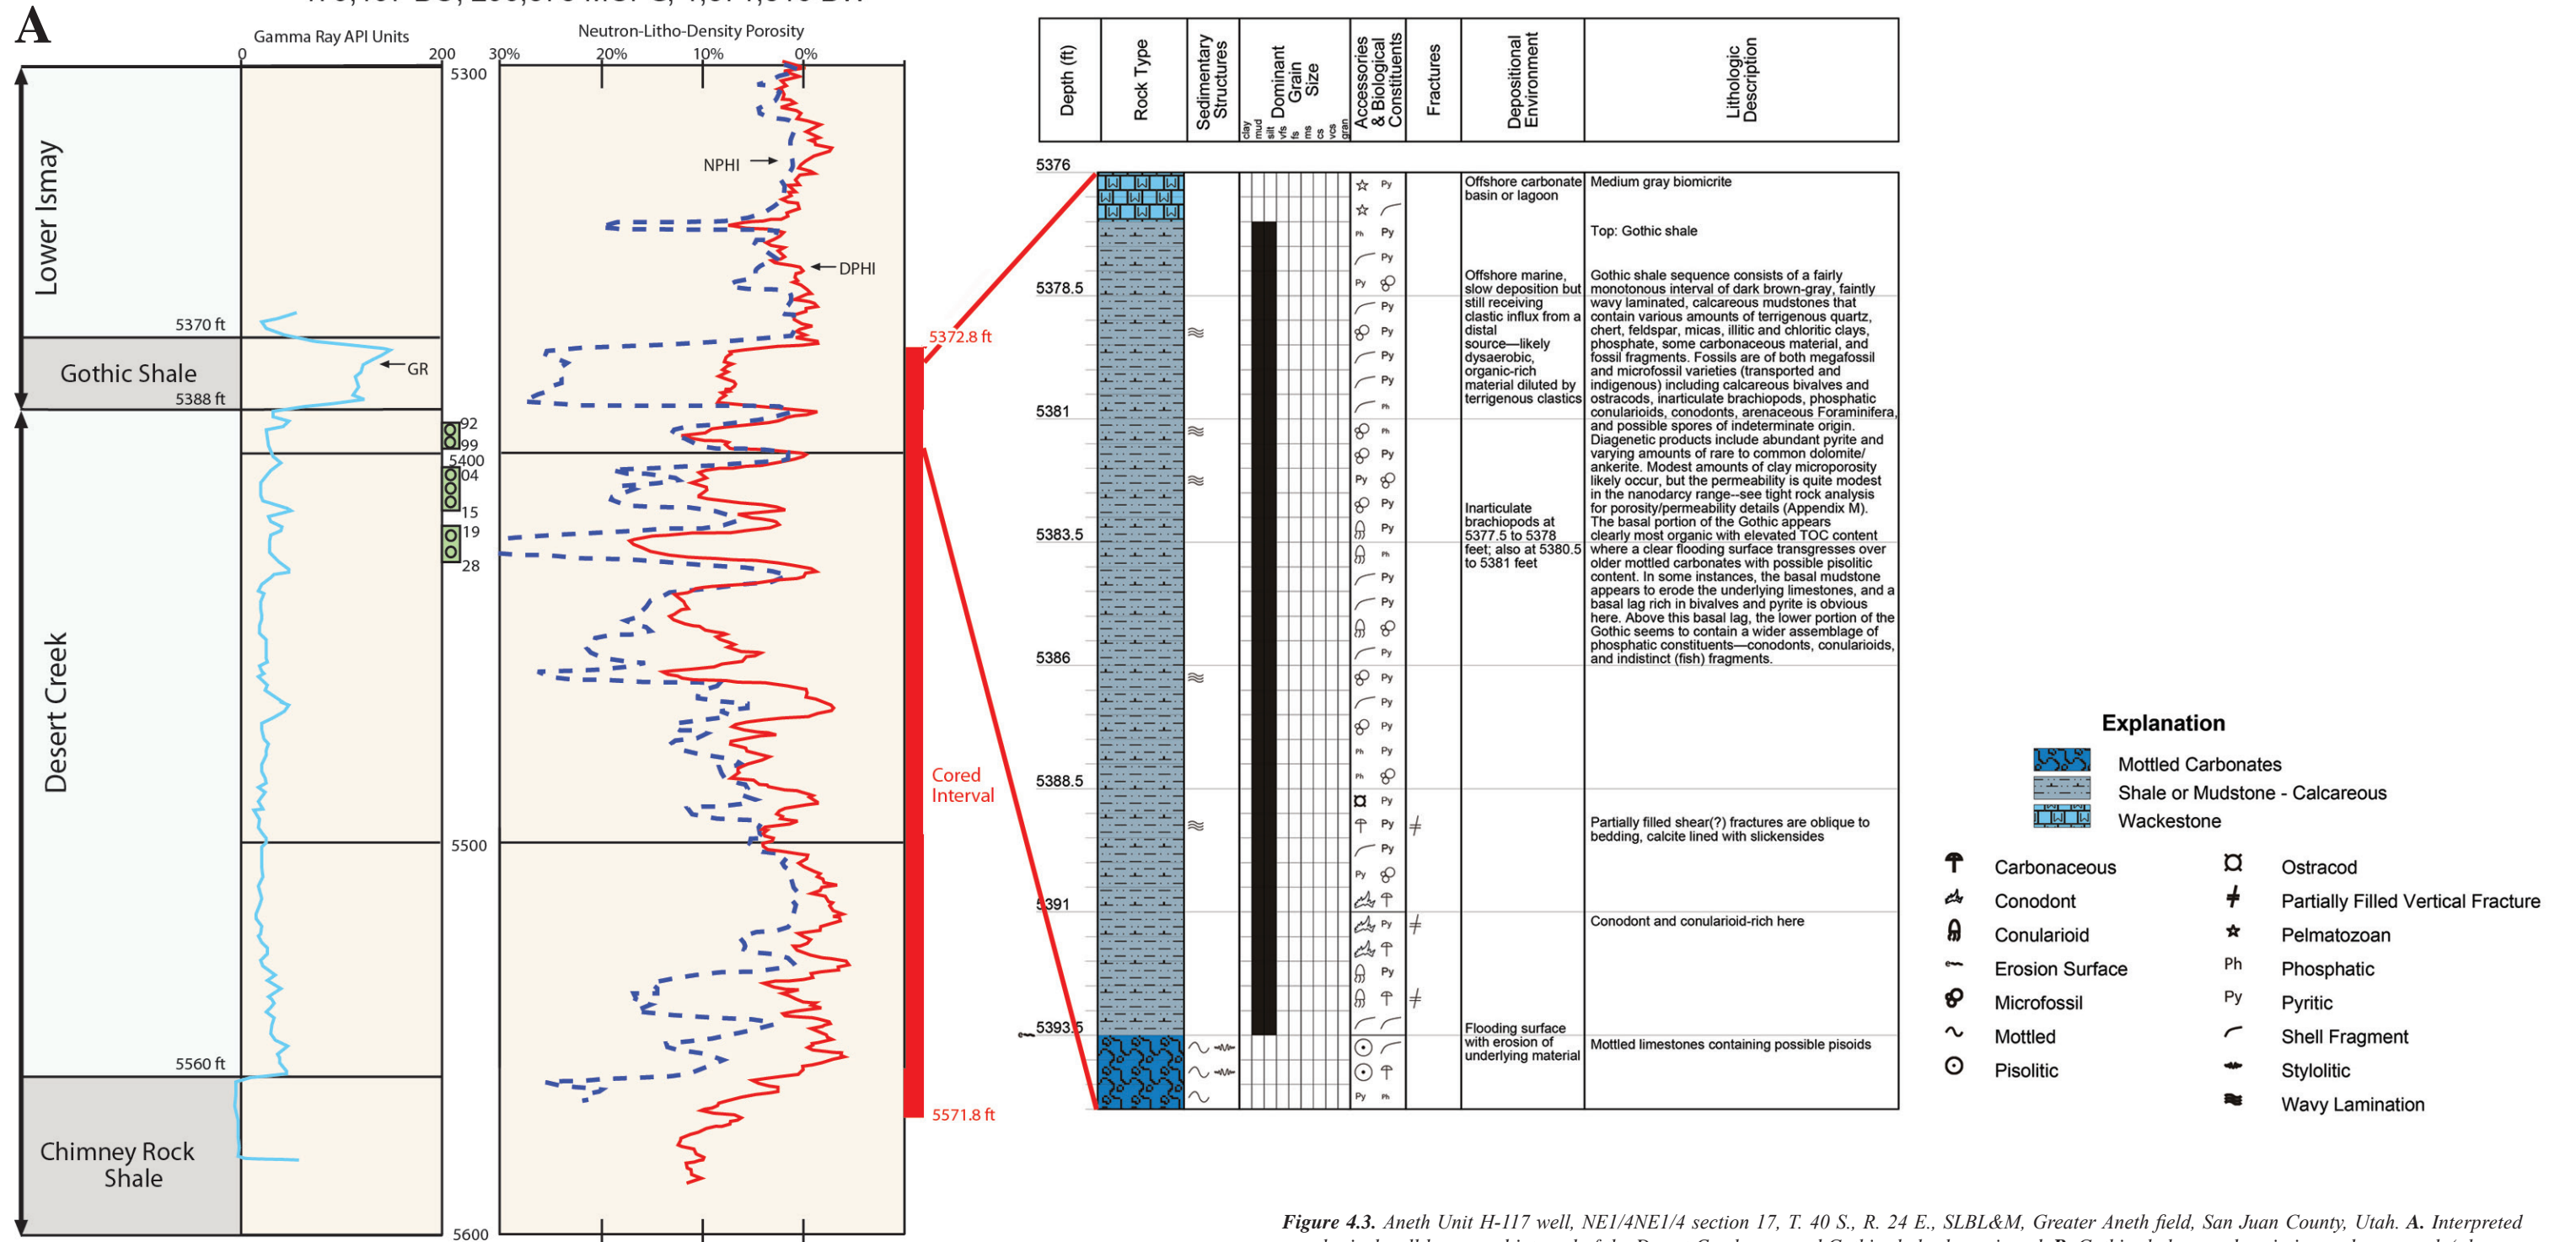 A
Gamma Ray API Units
0
200
Neutron-Litho-Density Porosity
30%
20%
10%
0%
5300
Lower Ismay
NPHI
DPHI
5370 ft
Gothic Shale
GR
5388 ft
92
99
5400
04
15
19
28
Desert Creek
5500
5560 ft
Chimney Rock
Shale
5600
5372.8 ft
Cored
Interval
5571.8 ft
Depth (ft)
Rock Type
Sedimentary
Structures
Dominant
Grain
Size
clay
mud
silt
vfs
fs
ms
cs
vcs
gran
Accessories
& Biological
Constituents
Fractures
Depositional
Environment
Lithologic
Description
5376
5378.5
5381
5383.5
5386
5388.5
5391
5393.5
Offshore carbonate
basin or lagoon
Offshore marine,
slow deposition but
still receiving
clastic influx from a
distal
source—likely
dysaerobic,
organic-rich
material diluted by
terrigenous clastics
Inarticulate
brachiopods at
5377.5 to 5378
feet; also at 5380.5
to 5381 feet
Flooding surface
with erosion of
underlying material
Medium gray biomicrite
Top: Gothic shale
Gothic shale sequence consists of a fairly
monotonous interval of dark brown-gray, faintly
wavy laminated, calcareous mudstones that
contain various amounts of terrigenous quartz,
chert, feldspar, micas, illitic and chloritic clays,
phosphate, some carbonaceous material, and
fossil fragments. Fossils are of both megafossil
and microfossil varieties (transported and
indigenous) including calcareous bivalves and
ostracods, inarticulate brachiopods, phosphatic
conularioids, conodonts, arenaceous Foraminifera,
and possible spores of indeterminate origin.
Diagenetic products include abundant pyrite and
varying amounts of rare to common dolomite/
ankerite. Modest amounts of clay microporosity
likely occur, but the permeability is quite modest
in the nanodarcy range--see tight rock analysis
for porosity/permeability details (Appendix M).
The basal portion of the Gothic appears
clearly most organic with elevated TOC content
where a clear flooding surface transgresses over
older mottled carbonates with possible pisolitic
content. In some instances, the basal mudstone
appears to erode the underlying limestones, and a
basal lag rich in bivalves and pyrite is obvious
here. Above this basal lag, the lower portion of the
Gothic seems to contain a wider assemblage of
phosphatic constituents—conodonts, conularioids,
and indistinct (fish) fragments.
Partially filled shear(?) fractures are oblique to
bedding, calcite lined with slickensides
Conodont and conularioid-rich here
Mottled limestones containing possible pisoids
Explanation
Mottled Carbonates
Shale or Mudstone - Calcareous
Wackestone
Carbonaceous
Conodont
Conularioid
Erosion Surface
Microfossil
Mottled
Pisolitic
Ostracod
Partially Filled Vertical Fracture
Pelmatozoan
Ph Phosphatic
Py Pyritic
Shell Fragment
Stylolitic
Wavy Lamination
Figure 4.3. Aneth Unit H-117 well, NE1/4NE1/4 section 17, T. 40 S., R. 24 E., SLBL&M, Greater Aneth field, San Juan County, Utah. A. Interpreted